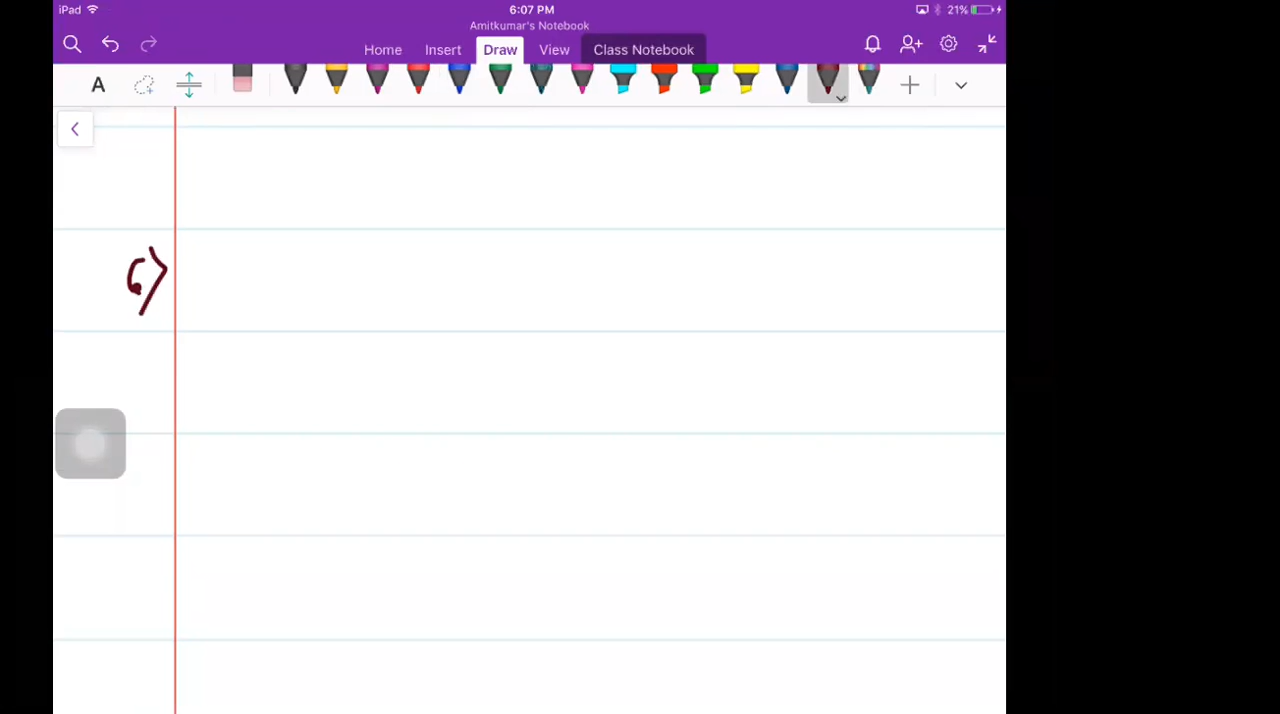 iPad 6:07 PM 21%
Amitkumar's Notebook
Home Insert Draw View Class Notebook
A
6)